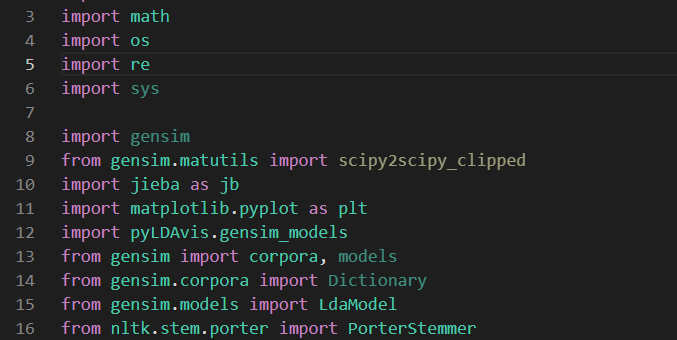 3 import math
4 import os
5 import re
6 import sys
7
8 import gensim
9 from gensim.matutils import scipy2scipy_clipped
10 import jieba as jb
11 import matplotlib.pyplot as plt
12 import pyLDAvis.gensim_models
13 from gensim import corpora, models
14 from gensim.corpora import Dictionary
15 from gensim.models import LdaModel
16 from nltk.stem.porter import PorterStemmer